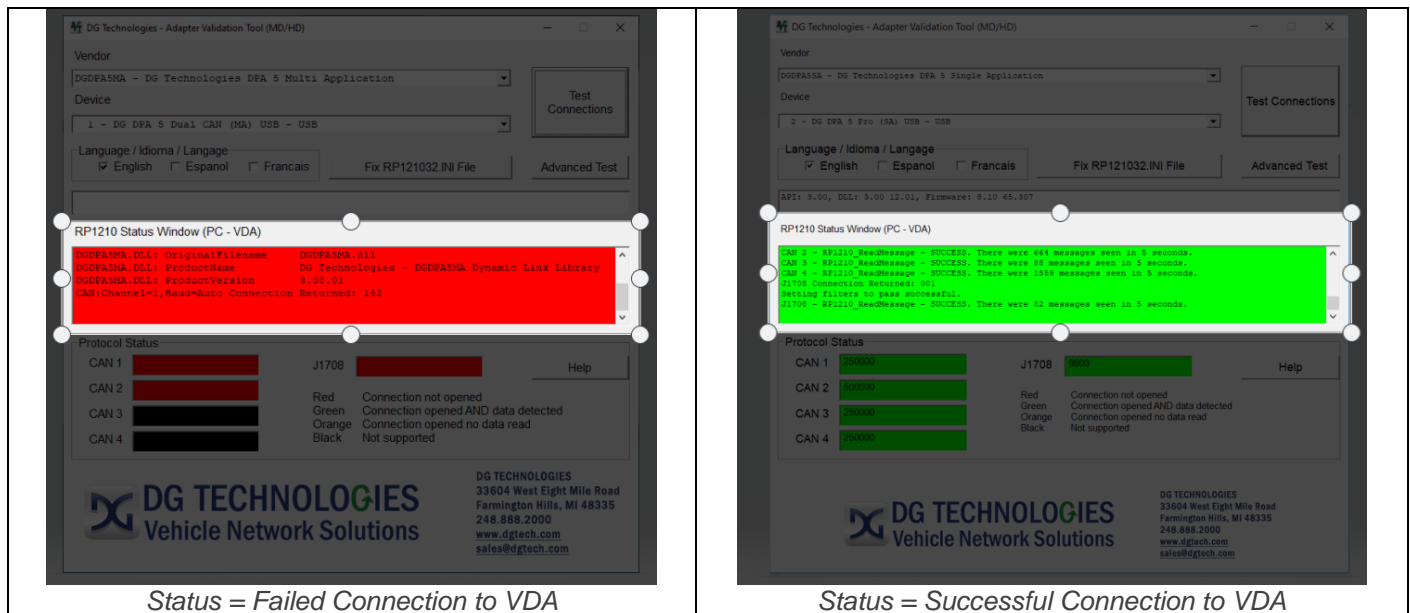 DG Technologies - Adapter Validation Tool (MD/HD)
Vendor
DGDPA5MA - DG Technologies DPA 5 Multi Application
Device
1 - DG DPA 5 Dual CAN (MA) USB - USB
Test
Connections
Language / Idioma / Langage
English Espanol Francais
Fix RP121032.INI File
Advanced Test
RP1210 Status Window (PC - VDA)
DGDPA5MA.DLL: OriginalFilename DGDPA5MA.dll
DGDPA5MA.DLL: ProductName DG Technologies - DGDPA5MA Dynamic Link Library
DGDPA5MA.DLL: ProductVersion 3.00.01
CAN:Channel=1,Baud=Auto Connection Returned: 142
Protocol Status
CAN 1
CAN 2
CAN 3
CAN 4
J1708
Help
Red Connection not opened
Green Connection opened AND data detected
Orange Connection opened no data read
Black Not supported
DG TECHNOLOGIES
Vehicle Network Solutions
DG TECHNOLOGIES
33604 West Eight Mile Road
Farmington Hills, MI 48335
248.888.2000
www.dgtech.com
sales@dgtech.com
Status = Failed Connection to VDA
DG Technologies - Adapter Validation Tool (MD/HD)
Vendor
DGDPA5SA - DG Technologies DPA 5 Single Application
Device
2 - DG DPA 5 Pro (SA) USB - USB
Test Connections
Language / Idioma / Langage
English Espanol Francais
Fix RP121032.INI File
Advanced Test
API: 3.00, DLL: 3.00 12.01, Firmware: 8.10 65.307
RP1210 Status Window (PC - VDA)
CAN 2 - RP1210_ReadMessage - SUCCESS. There were 664 messages seen in 5 seconds.
CAN 3 - RP1210_ReadMessage - SUCCESS. There were 88 messages seen in 5 seconds.
CAN 4 - RP1210_ReadMessage - SUCCESS. There were 1559 messages seen in 5 seconds.
J1708 Connection Returned: 001
Setting filters to pass successful.
J1708 - RP1210_ReadMessage - SUCCESS. There were 82 messages seen in 5 seconds.
Protocol Status
CAN 1 250000
CAN 2 500000
CAN 3 250000
CAN 4 250000
J1708 9600
Help
Red Connection not opened
Green Connection opened AND data detected
Orange Connection opened no data read
Black Not supported
DG TECHNOLOGIES
Vehicle Network Solutions
DG TECHNOLOGIES
33604 West Eight Mile Road
Farmington Hills, MI 48335
248.888.2000
www.dgtech.com
sales@dgtech.com
Status = Successful Connection to VDA